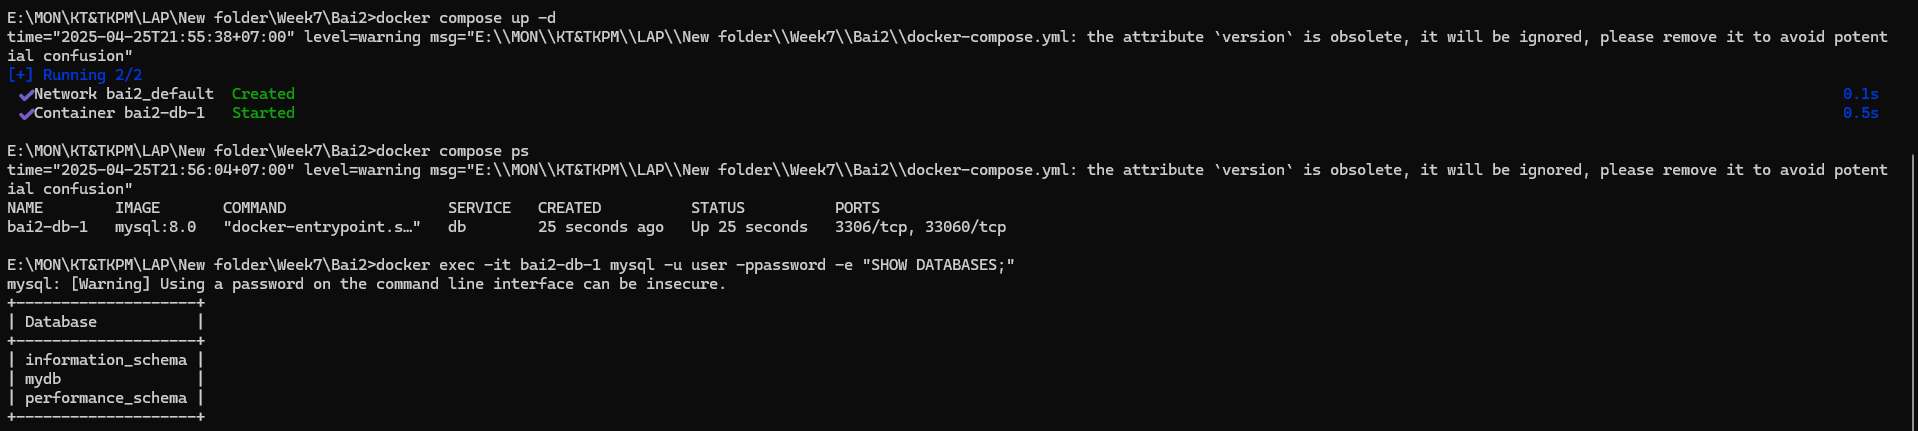 E:\MON\KT&TKPM\LAP\New folder\Week7\Bai2>docker compose up -d
time="2025-04-25T21:55:38+07:00" level=warning msg="E:\\MON\\KT&TKPM\\LAP\\New folder\\Week7\\Bai2\\docker-compose.yml: the attribute `version` is obsolete, it will be ignored, please remove it to avoid potent
ial confusion"
[+] Running 2/2
✔Network bai2_default  Created 0.1s
✔Container bai2-db-1   Started 0.5s
E:\MON\KT&TKPM\LAP\New folder\Week7\Bai2>docker compose ps
time="2025-04-25T21:56:04+07:00" level=warning msg="E:\\MON\\KT&TKPM\\LAP\\New folder\\Week7\\Bai2\\docker-compose.yml: the attribute `version` is obsolete, it will be ignored, please remove it to avoid potent
ial confusion"
NAME        IMAGE       COMMAND                  SERVICE   CREATED          STATUS          PORTS
bai2-db-1   mysql:8.0   "docker-entrypoint.s…"   db        25 seconds ago   Up 25 seconds   3306/tcp, 33060/tcp
E:\MON\KT&TKPM\LAP\New folder\Week7\Bai2>docker exec -it bai2-db-1 mysql -u user -ppassword -e "SHOW DATABASES;"
mysql: [Warning] Using a password on the command line interface can be insecure.
+--------------------+
| Database           |
+--------------------+
| information_schema |
| mydb               |
| performance_schema |
+--------------------+